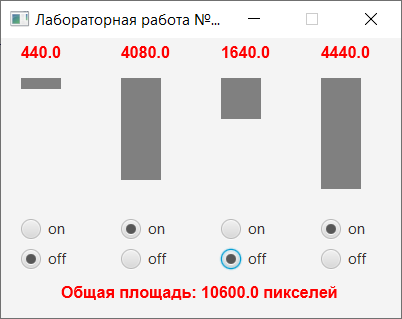 Лабораторная работа №...
440.0 4080.0 1640.0 4440.0
on on on on
off off off off
Общая площадь: 10600.0 пикселей